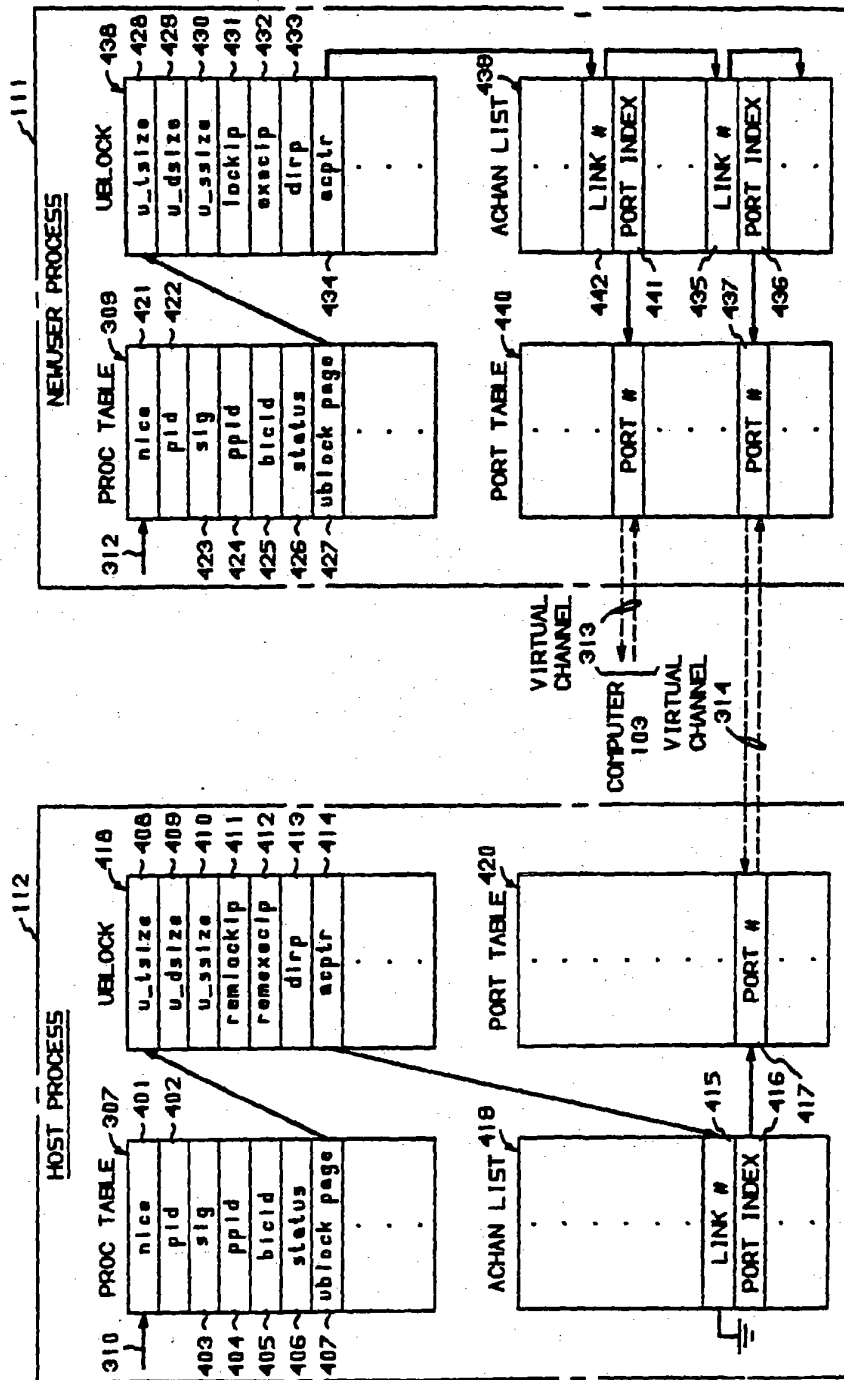 112
HOST PROCESS
PROC TABLE 307
310
nice 401
pid 402
sig 403
ppid 404
bicid 405
status 406
ublock page 407
UBLOCK 418
u_tsize 408
u_dsize 409
u_ssize 410
remlockip 411
remexecip 412
dirp 413
acptr 414
ACHAN LIST 419
LINK # 415
PORT INDEX 416
PORT TABLE 420
PORT # 417
VIRTUAL CHANNEL 313
COMPUTER 103
VIRTUAL CHANNEL 314
111
NEWUSER PROCESS
PROC TABLE 309
312
nice 421
pid 422
sig 423
ppid 424
bicid 425
status 426
ublock page 427
UBLOCK 438
u_tsize 428
u_dsize 429
u_ssize 430
lockip 431
execip 432
dirp 433
acptr 434
PORT TABLE 440
PORT #
PORT # 437
ACHAN LIST 439
LINK # 442
PORT INDEX 441
LINK # 435
PORT INDEX 436